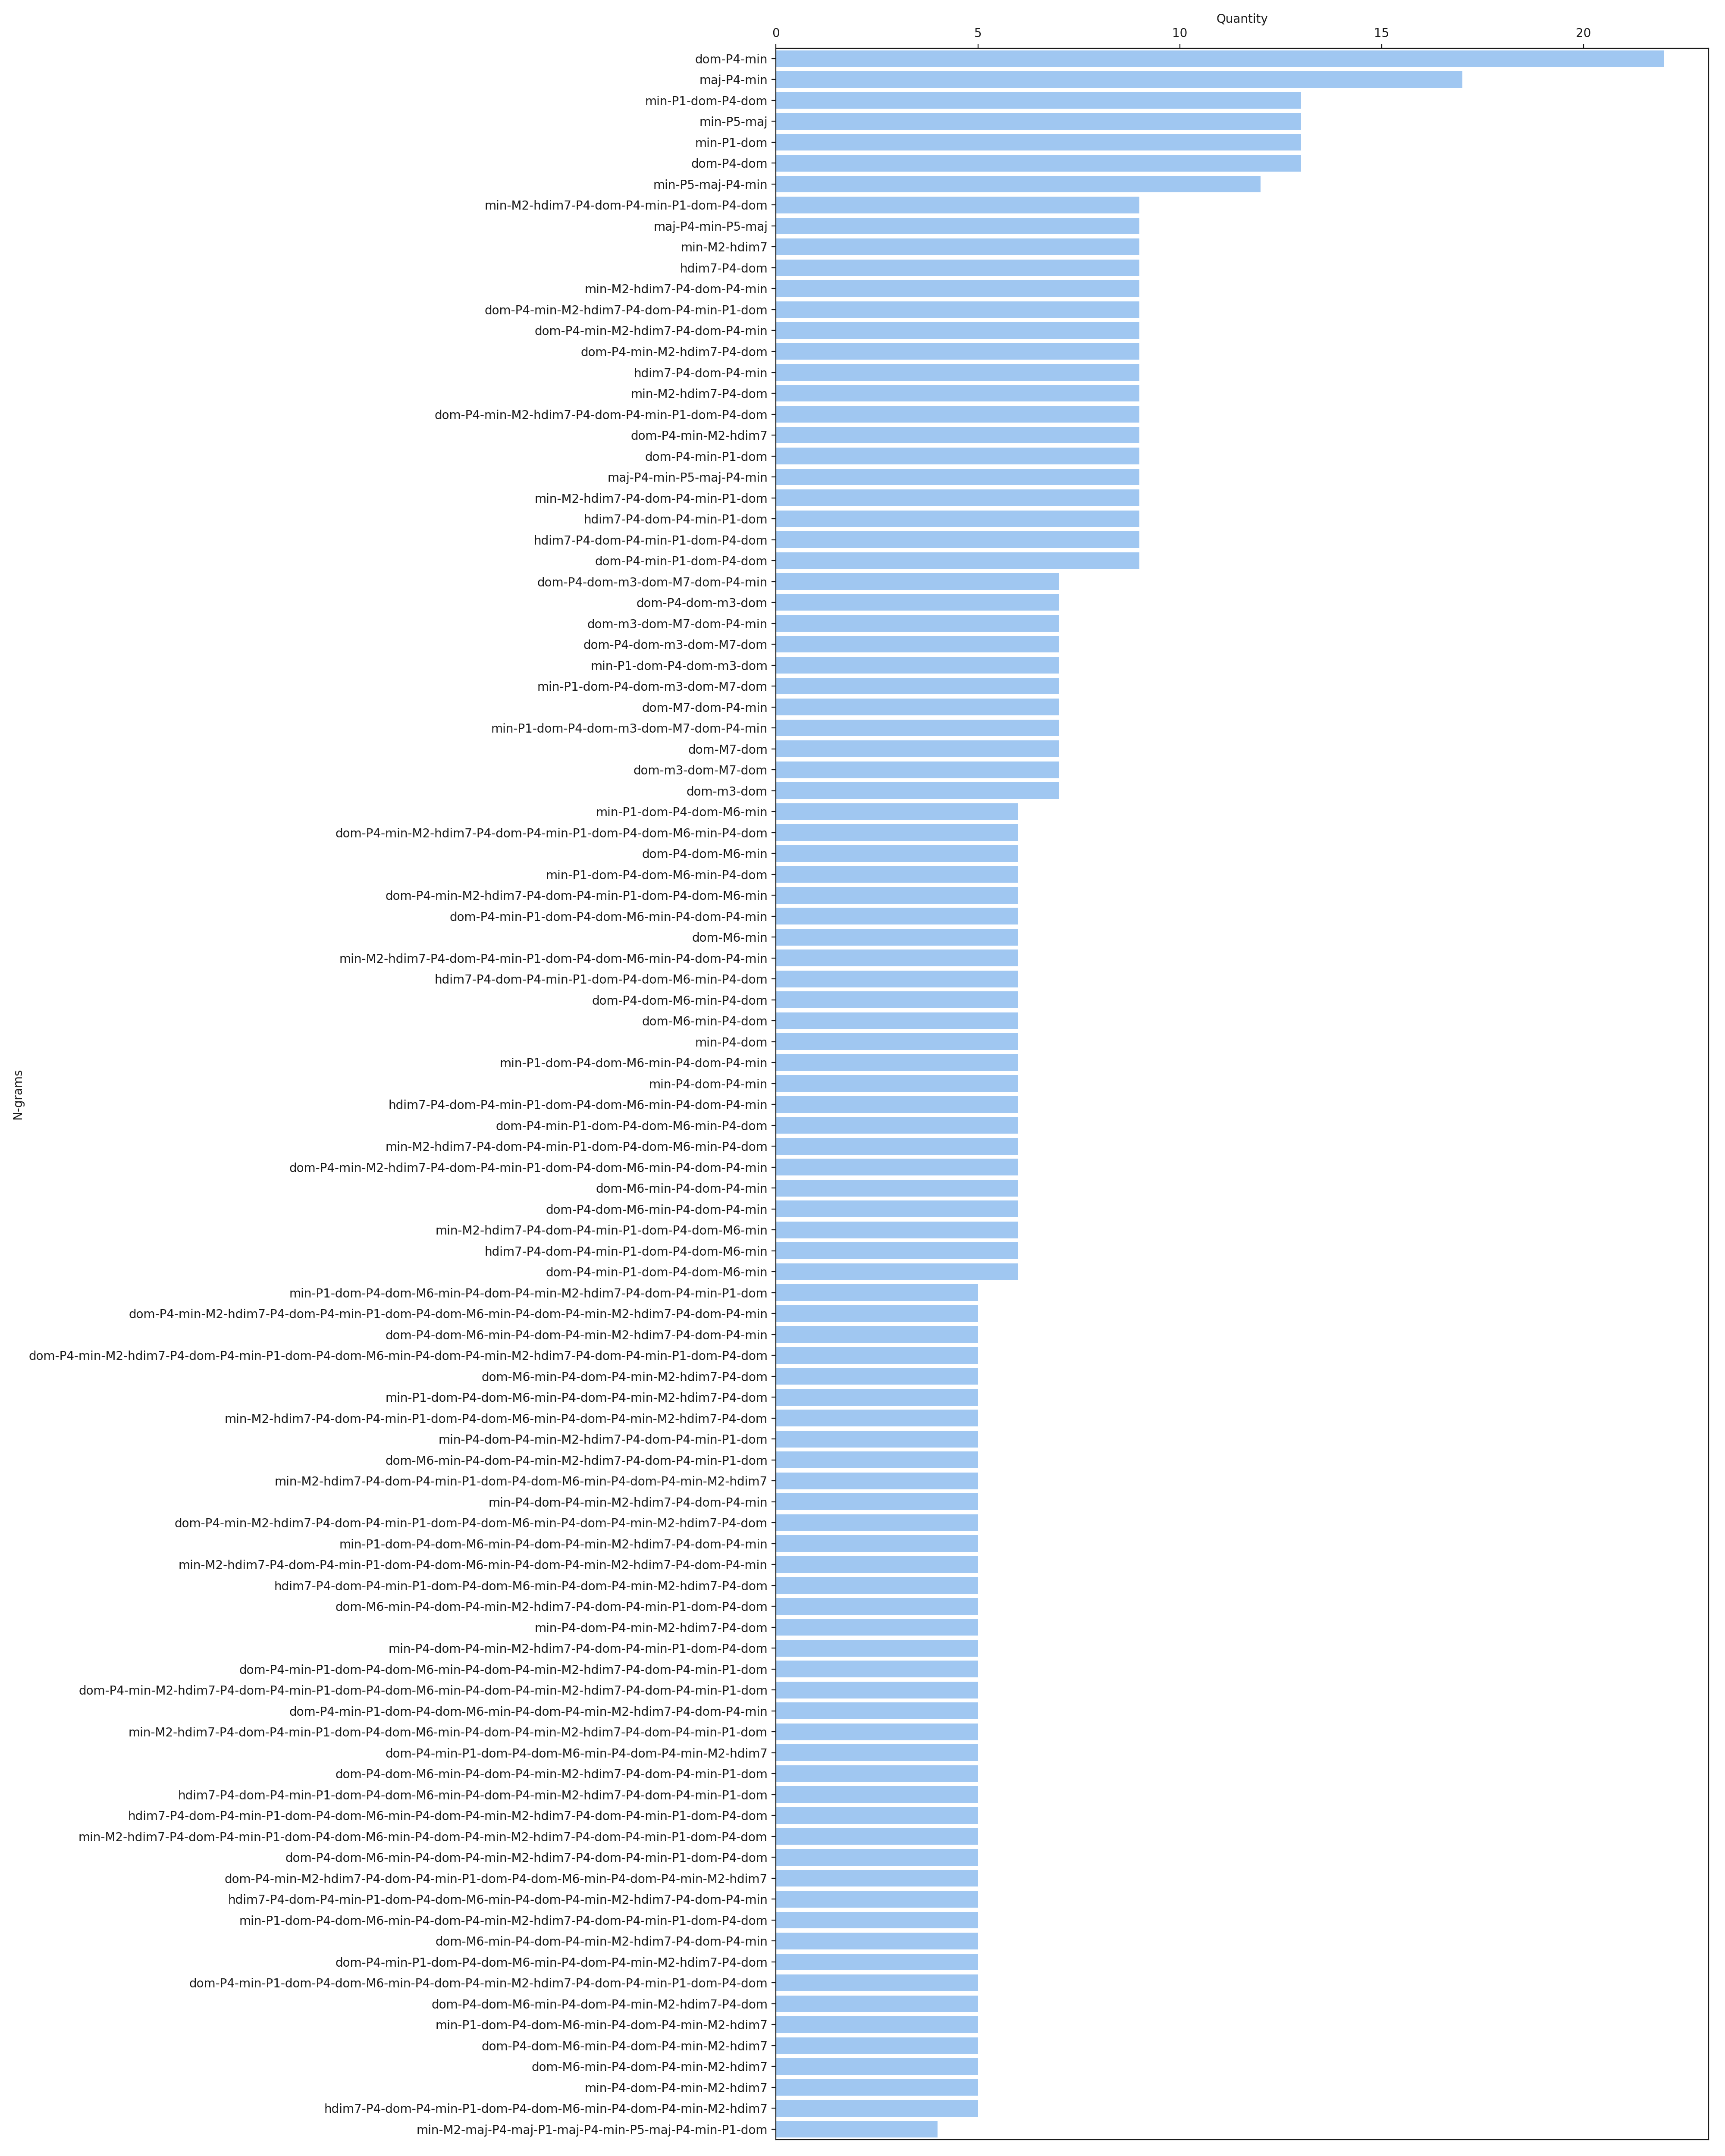 Quantity
0 5 10 15 20
dom-P4-min
maj-P4-min
min-P1-dom-P4-dom
min-P5-maj
min-P1-dom
dom-P4-dom
min-P5-maj-P4-min
min-M2-hdim7-P4-dom-P4-min-P1-dom-P4-dom
maj-P4-min-P5-maj
min-M2-hdim7
hdim7-P4-dom
min-M2-hdim7-P4-dom-P4-min
dom-P4-min-M2-hdim7-P4-dom-P4-min-P1-dom
dom-P4-min-M2-hdim7-P4-dom-P4-min
dom-P4-min-M2-hdim7-P4-dom
hdim7-P4-dom-P4-min
min-M2-hdim7-P4-dom
dom-P4-min-M2-hdim7-P4-dom-P4-min-P1-dom-P4-dom
dom-P4-min-M2-hdim7
dom-P4-min-P1-dom
maj-P4-min-P5-maj-P4-min
min-M2-hdim7-P4-dom-P4-min-P1-dom
hdim7-P4-dom-P4-min-P1-dom
hdim7-P4-dom-P4-min-P1-dom-P4-dom
dom-P4-min-P1-dom-P4-dom
dom-P4-dom-m3-dom-M7-dom-P4-min
dom-P4-dom-m3-dom
dom-m3-dom-M7-dom-P4-min
dom-P4-dom-m3-dom-M7-dom
min-P1-dom-P4-dom-m3-dom
min-P1-dom-P4-dom-m3-dom-M7-dom
dom-M7-dom-P4-min
min-P1-dom-P4-dom-m3-dom-M7-dom-P4-min
dom-M7-dom
dom-m3-dom-M7-dom
dom-m3-dom
min-P1-dom-P4-dom-M6-min
dom-P4-min-M2-hdim7-P4-dom-P4-min-P1-dom-P4-dom-M6-min-P4-dom
dom-P4-dom-M6-min
min-P1-dom-P4-dom-M6-min-P4-dom
dom-P4-min-M2-hdim7-P4-dom-P4-min-P1-dom-P4-dom-M6-min
dom-P4-min-P1-dom-P4-dom-M6-min-P4-dom-P4-min
dom-M6-min
min-M2-hdim7-P4-dom-P4-min-P1-dom-P4-dom-M6-min-P4-dom-P4-min
hdim7-P4-dom-P4-min-P1-dom-P4-dom-M6-min-P4-dom
dom-P4-dom-M6-min-P4-dom
dom-M6-min-P4-dom
min-P4-dom
min-P1-dom-P4-dom-M6-min-P4-dom-P4-min
min-P4-dom-P4-min
hdim7-P4-dom-P4-min-P1-dom-P4-dom-M6-min-P4-dom-P4-min
dom-P4-min-P1-dom-P4-dom-M6-min-P4-dom
min-M2-hdim7-P4-dom-P4-min-P1-dom-P4-dom-M6-min-P4-dom
dom-P4-min-M2-hdim7-P4-dom-P4-min-P1-dom-P4-dom-M6-min-P4-dom-P4-min
dom-M6-min-P4-dom-P4-min
dom-P4-dom-M6-min-P4-dom-P4-min
min-M2-hdim7-P4-dom-P4-min-P1-dom-P4-dom-M6-min
hdim7-P4-dom-P4-min-P1-dom-P4-dom-M6-min
dom-P4-min-P1-dom-P4-dom-M6-min
min-P1-dom-P4-dom-M6-min-P4-dom-P4-min-M2-hdim7-P4-dom-P4-min-P1-dom
dom-P4-min-M2-hdim7-P4-dom-P4-min-P1-dom-P4-dom-M6-min-P4-dom-P4-min-M2-hdim7-P4-dom-P4-min
dom-P4-dom-M6-min-P4-dom-P4-min-M2-hdim7-P4-dom-P4-min
dom-P4-min-M2-hdim7-P4-dom-P4-min-P1-dom-P4-dom-M6-min-P4-dom-P4-min-M2-hdim7-P4-dom-P4-min-P1-dom-P4-dom
dom-M6-min-P4-dom-P4-min-M2-hdim7-P4-dom
min-P1-dom-P4-dom-M6-min-P4-dom-P4-min-M2-hdim7-P4-dom
min-M2-hdim7-P4-dom-P4-min-P1-dom-P4-dom-M6-min-P4-dom-P4-min-M2-hdim7-P4-dom
min-P4-dom-P4-min-M2-hdim7-P4-dom-P4-min-P1-dom
dom-M6-min-P4-dom-P4-min-M2-hdim7-P4-dom-P4-min-P1-dom
min-M2-hdim7-P4-dom-P4-min-P1-dom-P4-dom-M6-min-P4-dom-P4-min-M2-hdim7
min-P4-dom-P4-min-M2-hdim7-P4-dom-P4-min
dom-P4-min-M2-hdim7-P4-dom-P4-min-P1-dom-P4-dom-M6-min-P4-dom-P4-min-M2-hdim7-P4-dom
min-P1-dom-P4-dom-M6-min-P4-dom-P4-min-M2-hdim7-P4-dom-P4-min
min-M2-hdim7-P4-dom-P4-min-P1-dom-P4-dom-M6-min-P4-dom-P4-min-M2-hdim7-P4-dom-P4-min
hdim7-P4-dom-P4-min-P1-dom-P4-dom-M6-min-P4-dom-P4-min-M2-hdim7-P4-dom
dom-M6-min-P4-dom-P4-min-M2-hdim7-P4-dom-P4-min-P1-dom-P4-dom
min-P4-dom-P4-min-M2-hdim7-P4-dom
min-P4-dom-P4-min-M2-hdim7-P4-dom-P4-min-P1-dom-P4-dom
dom-P4-min-P1-dom-P4-dom-M6-min-P4-dom-P4-min-M2-hdim7-P4-dom-P4-min-P1-dom
dom-P4-min-M2-hdim7-P4-dom-P4-min-P1-dom-P4-dom-M6-min-P4-dom-P4-min-M2-hdim7-P4-dom-P4-min-P1-dom
dom-P4-min-P1-dom-P4-dom-M6-min-P4-dom-P4-min-M2-hdim7-P4-dom-P4-min
min-M2-hdim7-P4-dom-P4-min-P1-dom-P4-dom-M6-min-P4-dom-P4-min-M2-hdim7-P4-dom-P4-min-P1-dom
dom-P4-min-P1-dom-P4-dom-M6-min-P4-dom-P4-min-M2-hdim7
dom-P4-dom-M6-min-P4-dom-P4-min-M2-hdim7-P4-dom-P4-min-P1-dom
hdim7-P4-dom-P4-min-P1-dom-P4-dom-M6-min-P4-dom-P4-min-M2-hdim7-P4-dom-P4-min-P1-dom
hdim7-P4-dom-P4-min-P1-dom-P4-dom-M6-min-P4-dom-P4-min-M2-hdim7-P4-dom-P4-min-P1-dom-P4-dom
min-M2-hdim7-P4-dom-P4-min-P1-dom-P4-dom-M6-min-P4-dom-P4-min-M2-hdim7-P4-dom-P4-min-P1-dom-P4-dom
dom-P4-dom-M6-min-P4-dom-P4-min-M2-hdim7-P4-dom-P4-min-P1-dom-P4-dom
dom-P4-min-M2-hdim7-P4-dom-P4-min-P1-dom-P4-dom-M6-min-P4-dom-P4-min-M2-hdim7
hdim7-P4-dom-P4-min-P1-dom-P4-dom-M6-min-P4-dom-P4-min-M2-hdim7-P4-dom-P4-min
min-P1-dom-P4-dom-M6-min-P4-dom-P4-min-M2-hdim7-P4-dom-P4-min-P1-dom-P4-dom
dom-M6-min-P4-dom-P4-min-M2-hdim7-P4-dom-P4-min
dom-P4-min-P1-dom-P4-dom-M6-min-P4-dom-P4-min-M2-hdim7-P4-dom
dom-P4-min-P1-dom-P4-dom-M6-min-P4-dom-P4-min-M2-hdim7-P4-dom-P4-min-P1-dom-P4-dom
dom-P4-dom-M6-min-P4-dom-P4-min-M2-hdim7-P4-dom
min-P1-dom-P4-dom-M6-min-P4-dom-P4-min-M2-hdim7
dom-P4-dom-M6-min-P4-dom-P4-min-M2-hdim7
dom-M6-min-P4-dom-P4-min-M2-hdim7
min-P4-dom-P4-min-M2-hdim7
hdim7-P4-dom-P4-min-P1-dom-P4-dom-M6-min-P4-dom-P4-min-M2-hdim7
min-M2-maj-P4-maj-P1-maj-P4-min-P5-maj-P4-min-P1-dom
N-grams